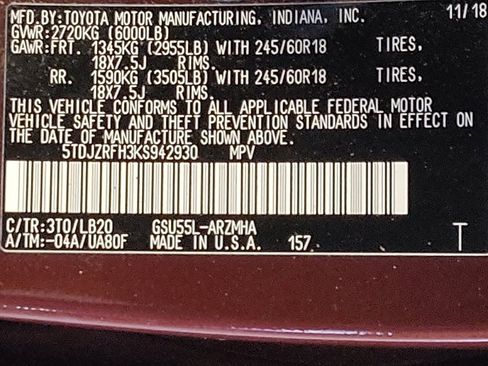 MFD.BY:TOYOTA MOTOR MANUFACTURING, INDIANA, INC. 11/18
GVWR:2720KG (6000LB)
GAWR:FRT. 1345KG (2955LB) WITH 245/60R18 TIRES,
18X7.5J RIMS.
RR. 1590KG (3505LB) WITH 245/60R18 TIRES,
18X7.5J RIMS.
THIS VEHICLE CONFORMS TO ALL APPLICABLE FEDERAL MOTOR
VEHICLE SAFETY AND THEFT PREVENTION STANDARDS IN EFFECT ON
THE DATE OF MANUFACTURE SHOWN ABOVE.
5TDJZRFH3KS942930 MPV
C/TR:3T0/LB20 GSU55L-ARZMHA
A/TM:-04A/UA80F MADE IN U.S.A. 157 T